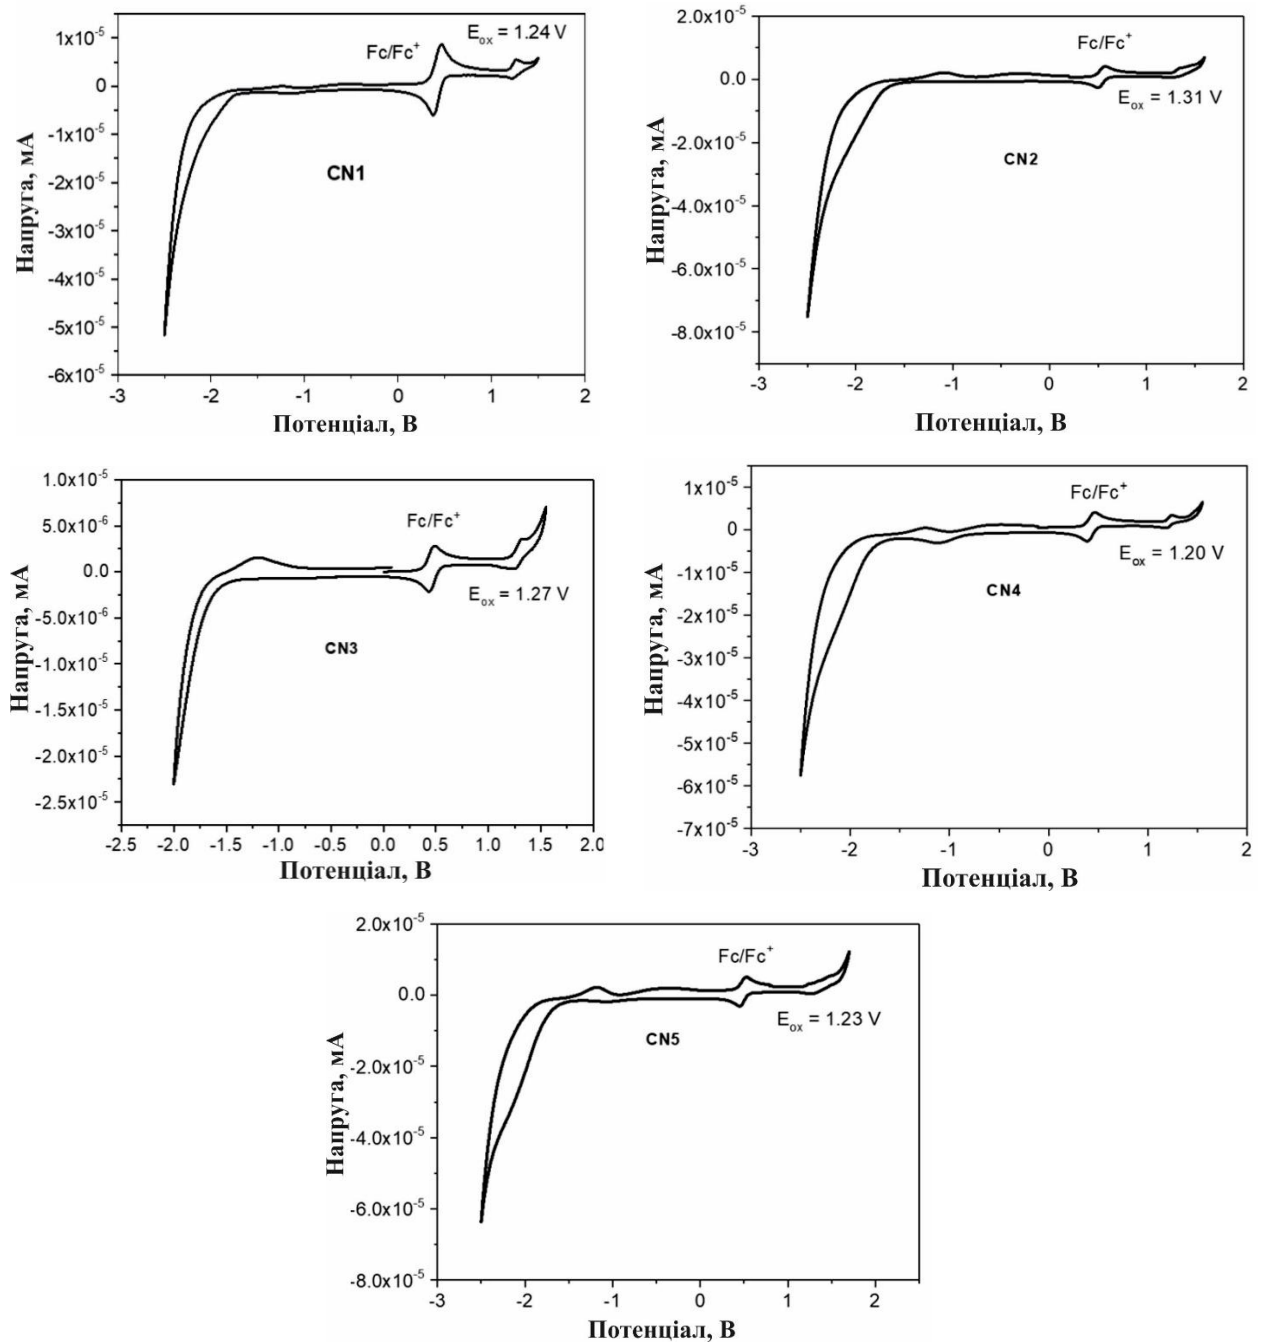 1x10⁻⁵
0
-1x10⁻⁵
-2x10⁻⁵
-3x10⁻⁵
-4x10⁻⁵
-5x10⁻⁵
-6x10⁻⁵
Напруга, мА
Fc/Fc⁺
Eₒₓ = 1.24 V
CN1
-3 -2 -1 0 1 2
Потенціал, В
2.0x10⁻⁵
0.0
-2.0x10⁻⁵
-4.0x10⁻⁵
-6.0x10⁻⁵
-8.0x10⁻⁵
Напруга, мА
Fc/Fc⁺
Eₒₓ = 1.31 V
CN2
-3 -2 -1 0 1 2
Потенціал, В
1.0x10⁻⁵
5.0x10⁻⁶
0.0
-5.0x10⁻⁶
-1.0x10⁻⁵
-1.5x10⁻⁵
-2.0x10⁻⁵
-2.5x10⁻⁵
Напруга, мА
Fc/Fc⁺
Eₒₓ = 1.27 V
CN3
-2.5 -2.0 -1.5 -1.0 -0.5 0.0 0.5 1.0 1.5 2.0
Потенціал, В
1x10⁻⁵
0
-1x10⁻⁵
-2x10⁻⁵
-3x10⁻⁵
-4x10⁻⁵
-5x10⁻⁵
-6x10⁻⁵
-7x10⁻⁵
Напруга, мА
Fc/Fc⁺
Eₒₓ = 1.20 V
CN4
-3 -2 -1 0 1 2
Потенціал, В
2.0x10⁻⁵
0.0
-2.0x10⁻⁵
-4.0x10⁻⁵
-6.0x10⁻⁵
-8.0x10⁻⁵
Напруга, мА
Fc/Fc⁺
Eₒₓ = 1.23 V
CN5
-3 -2 -1 0 1 2
Потенціал, В